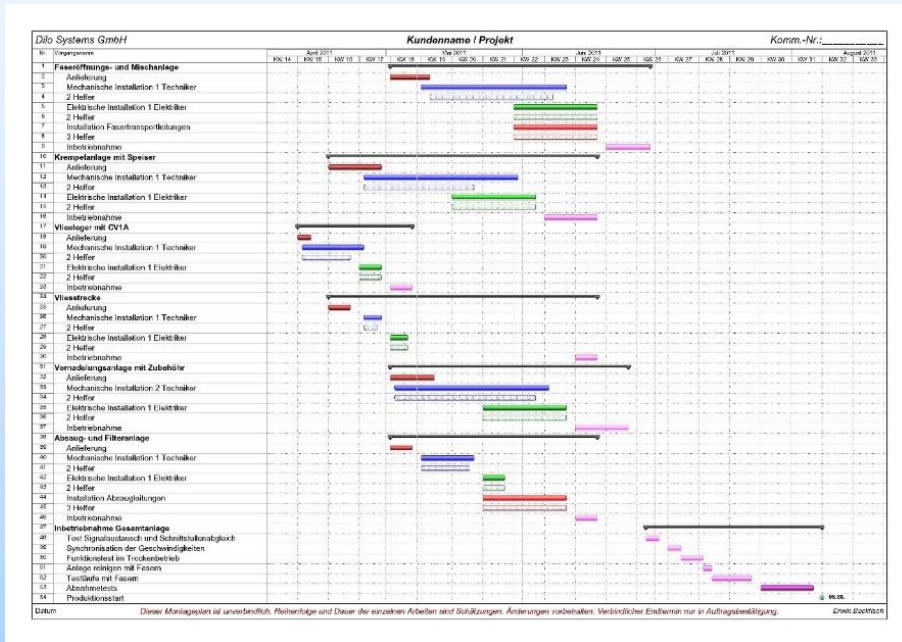 Dilo Systems GmbH Kundenname / Projekt Komm.-Nr.:__________
Nr. Vorgangsname April 2011 Mai 2011 Juni 2011 Juli 2011 August 2011
KW 14 KW 15 KW 16 KW 17 KW 18 KW 19 KW 20 KW 21 KW 22 KW 23 KW 24 KW 25 KW 26 KW 27 KW 28 KW 29 KW 30 KW 31 KW 32 KW 33
1 Faseröffnungs- und Mischanlage
2 Anlieferung
3 Mechanische Installation 1 Techniker
4 2 Helfer
5 Elektrische Installation 1 Elektriker
6 2 Helfer
7 Installation Fasertransportleitungen
8 3 Helfer
9 Inbetriebnahme
10 Krempelanlage mit Speiser
11 Anlieferung
12 Mechanische Installation 1 Techniker
13 2 Helfer
14 Elektrische Installation 1 Elektriker
15 2 Helfer
16 Inbetriebnahme
17 Vliesleger mit CV1A
18 Anlieferung
19 Mechanische Installation 1 Techniker
20 2 Helfer
21 Elektrische Installation 1 Elektriker
22 2 Helfer
23 Inbetriebnahme
24 Vliesstrecke
25 Anlieferung
26 Mechanische Installation 1 Techniker
27 2 Helfer
28 Elektrische Installation 1 Elektriker
29 2 Helfer
30 Inbetriebnahme
31 Vernadelungsanlage mit Zubehöhr
32 Anlieferung
33 Mechanische Installation 2 Techniker
34 2 Helfer
35 Elektrische Installation 1 Elektriker
36 2 Helfer
37 Inbetriebnahme
38 Absaug- und Filteranlage
39 Anlieferung
40 Mechanische Installation 1 Techniker
41 2 Helfer
42 Elektrische Installation 1 Elektriker
43 2 Helfer
44 Installation Absaugleitungen
45 3 Helfer
46 Inbetriebnahme
47 Inbetriebnahme Gesamtanlage
48 Test Signalaustausch und Schnittstellenabgleich
49 Synchronisation der Geschwindigkeiten
50 Funktionstest im Trockenbetrieb
51 Anlage reinigen mit Fasern
52 Testläufe mit Fasern
53 Abnahmetests
54 Produktionsstart 05.08.
Datum Dieser Montageplan ist unverbindlich. Reihenfolge und Dauer der einzelnen Arbeiten sind Schätzungen. Änderungen vorbehalten. Verbindlicher Endtermin nur in Auftragsbestätigung. Erwin Backfisch